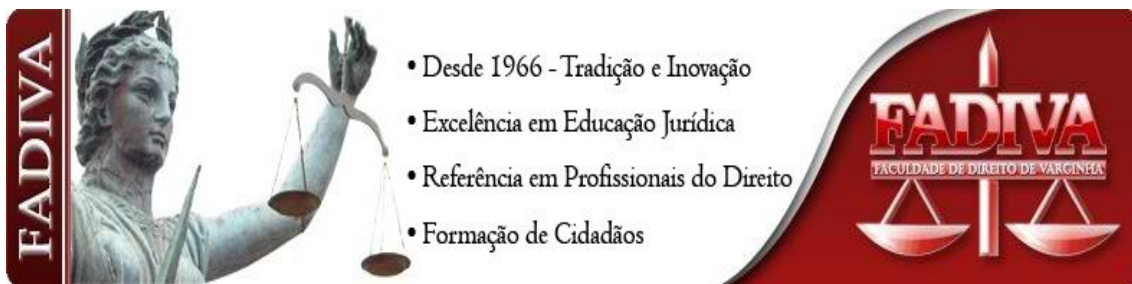 FADIVA
• Desde 1966 - Tradição e Inovação
• Excelência em Educação Jurídica
• Referência em Profissionais do Direito
• Formação de Cidadãos
FADIVA
FACULDADE DE DIREITO DE VARGINHA